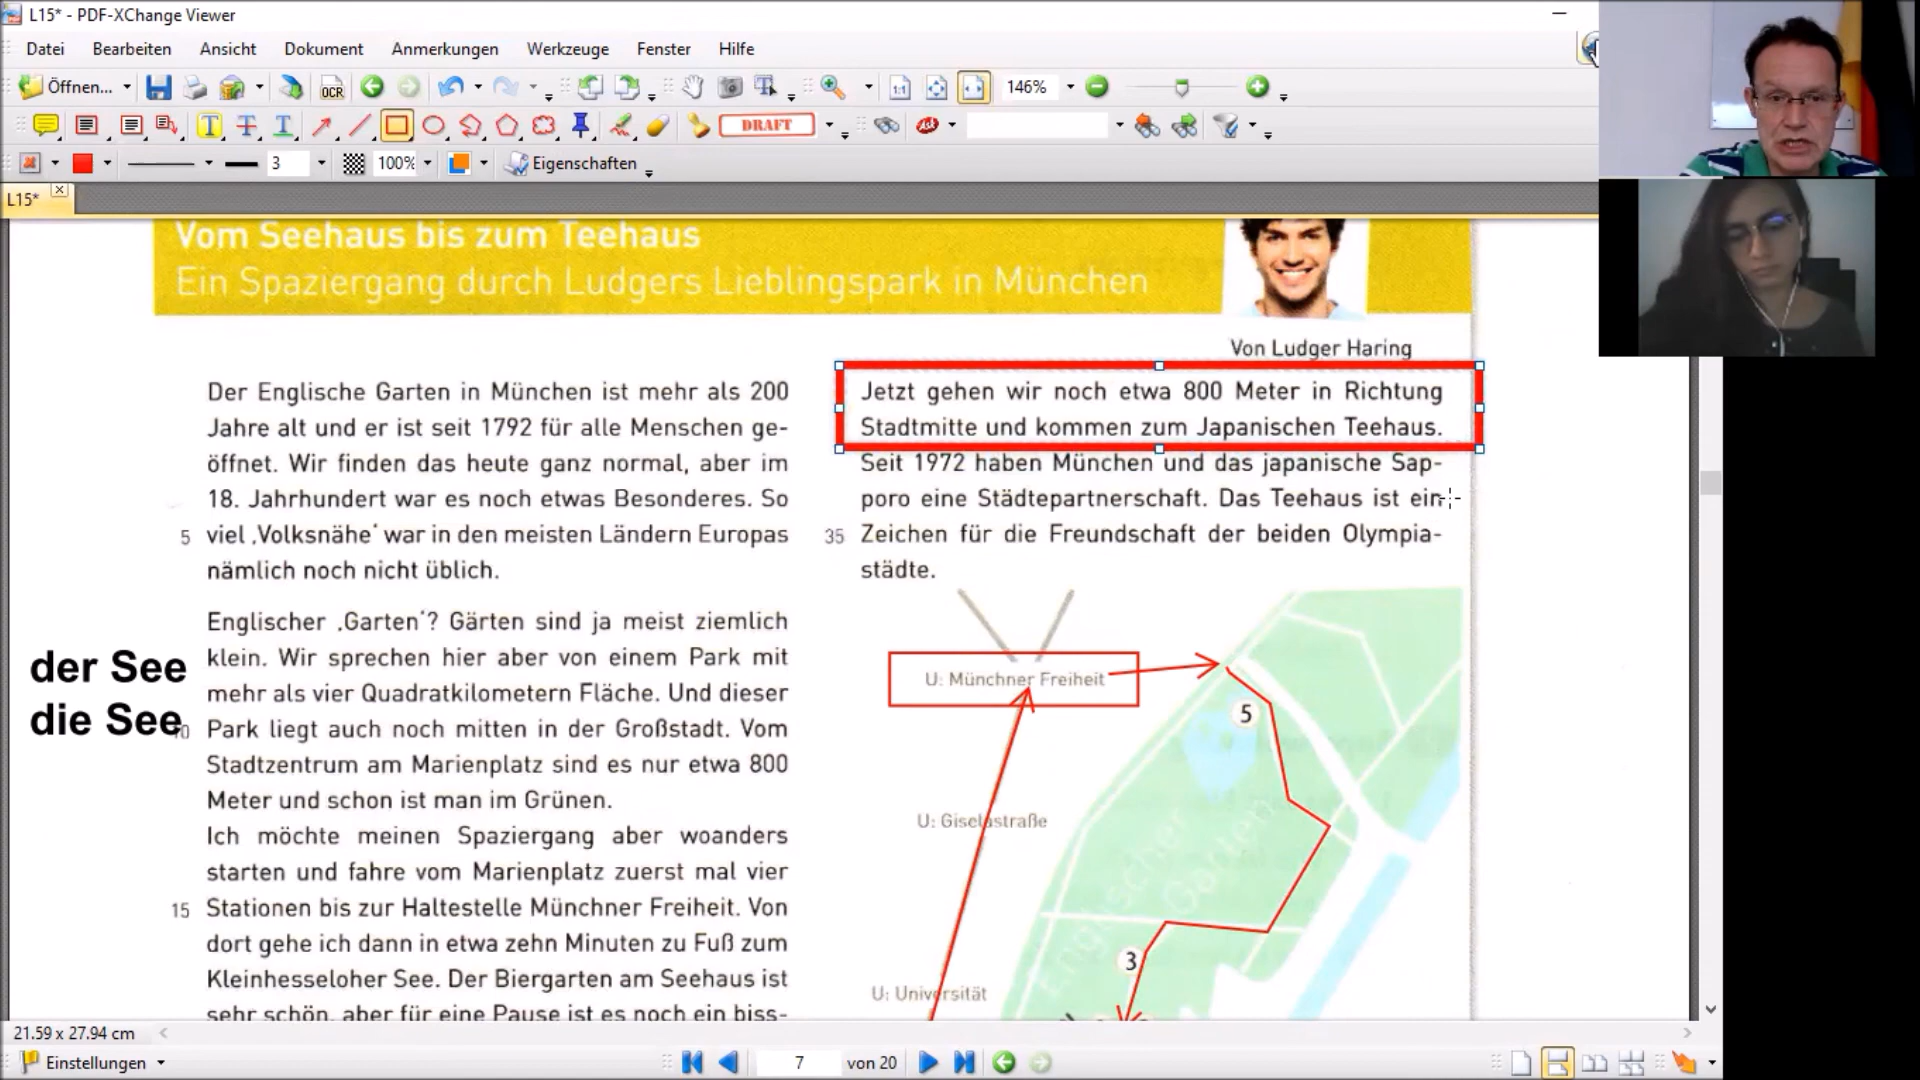 L15* - PDF-XChange Viewer
Datei Bearbeiten Ansicht Dokument Anmerkungen Werkzeuge Fenster Hilfe
Öffnen... OCR 1:1 146%
T T T DRAFT Ask
3 100% Eigenschaften
L15*
Vom Seehaus bis zum Teehaus
Ein Spaziergang durch Ludgers Lieblingspark in München
Von Ludger Haring
Der Englische Garten in München ist mehr als 200
Jahre alt und er ist seit 1792 für alle Menschen ge-
öffnet. Wir finden das heute ganz normal, aber im
18. Jahrhundert war es noch etwas Besonderes. So
5 viel ‚Volksnähe‘ war in den meisten Ländern Europas
nämlich noch nicht üblich.
Englischer ‚Garten‘? Gärten sind ja meist ziemlich
klein. Wir sprechen hier aber von einem Park mit
mehr als vier Quadratkilometern Fläche. Und dieser
10 Park liegt auch noch mitten in der Großstadt. Vom
Stadtzentrum am Marienplatz sind es nur etwa 800
Meter und schon ist man im Grünen.
Ich möchte meinen Spaziergang aber woanders
starten und fahre vom Marienplatz zuerst mal vier
15 Stationen bis zur Haltestelle Münchner Freiheit. Von
dort gehe ich dann in etwa zehn Minuten zu Fuß zum
Kleinhesseloher See. Der Biergarten am Seehaus ist
sehr schön, aber für eine Pause ist es noch ein biss-
der See
die See
Jetzt gehen wir noch etwa 800 Meter in Richtung
Stadtmitte und kommen zum Japanischen Teehaus.
Seit 1972 haben München und das japanische Sap-
poro eine Städtepartnerschaft. Das Teehaus ist ein
35 Zeichen für die Freundschaft der beiden Olympia-
städte.
U: Münchner Freiheit
5
U: Giselastraße
Englischer
Garten
3
U: Universität
21.59 x 27.94 cm
Einstellungen 7 von 20